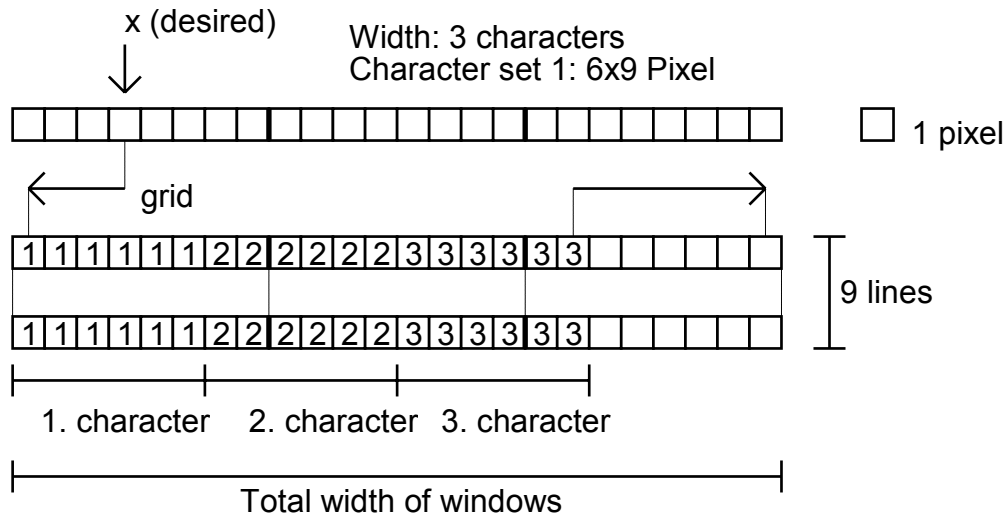 x (desired)
Width: 3 characters
Character set 1: 6x9 Pixel
1 pixel
grid
1 1 1 1 1 1 2 2 2 2 2 2 3 3 3 3 3 3
9 lines
1 1 1 1 1 1 2 2 2 2 2 2 3 3 3 3 3 3
1. character 2. character 3. character
Total width of windows